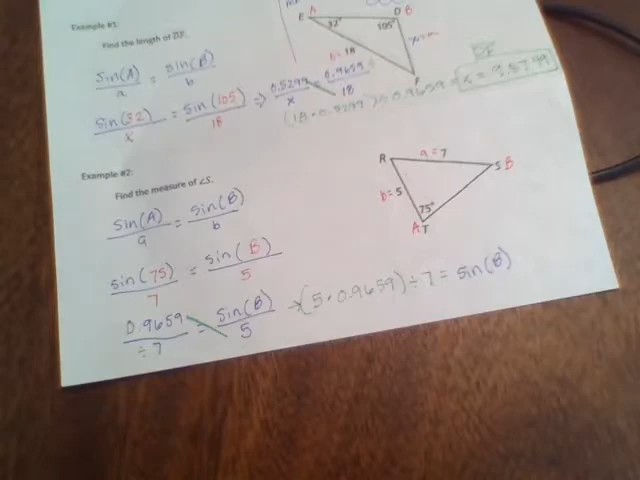 Example #1:
Find the length of DF.
E A 32° D B 105°
b = 18
sin(A) / a = sin(B) / b
sin(32) / x = sin(105) / 18 => 0.5299 / x = 0.9659 / 18
(18 · 0.5299) ÷ 0.9659 = x = 9.8749
Example #2:
Find the measure of ∠S.
R a = 7 S B
b = 5
75°
A T
sin(A) / a = sin(B) / b
sin(75) / 7 = sin(B) / 5
0.9659 / ÷ 7 = sin(B) / 5 → (5 · 0.9659) ÷ 7 = sin(B)